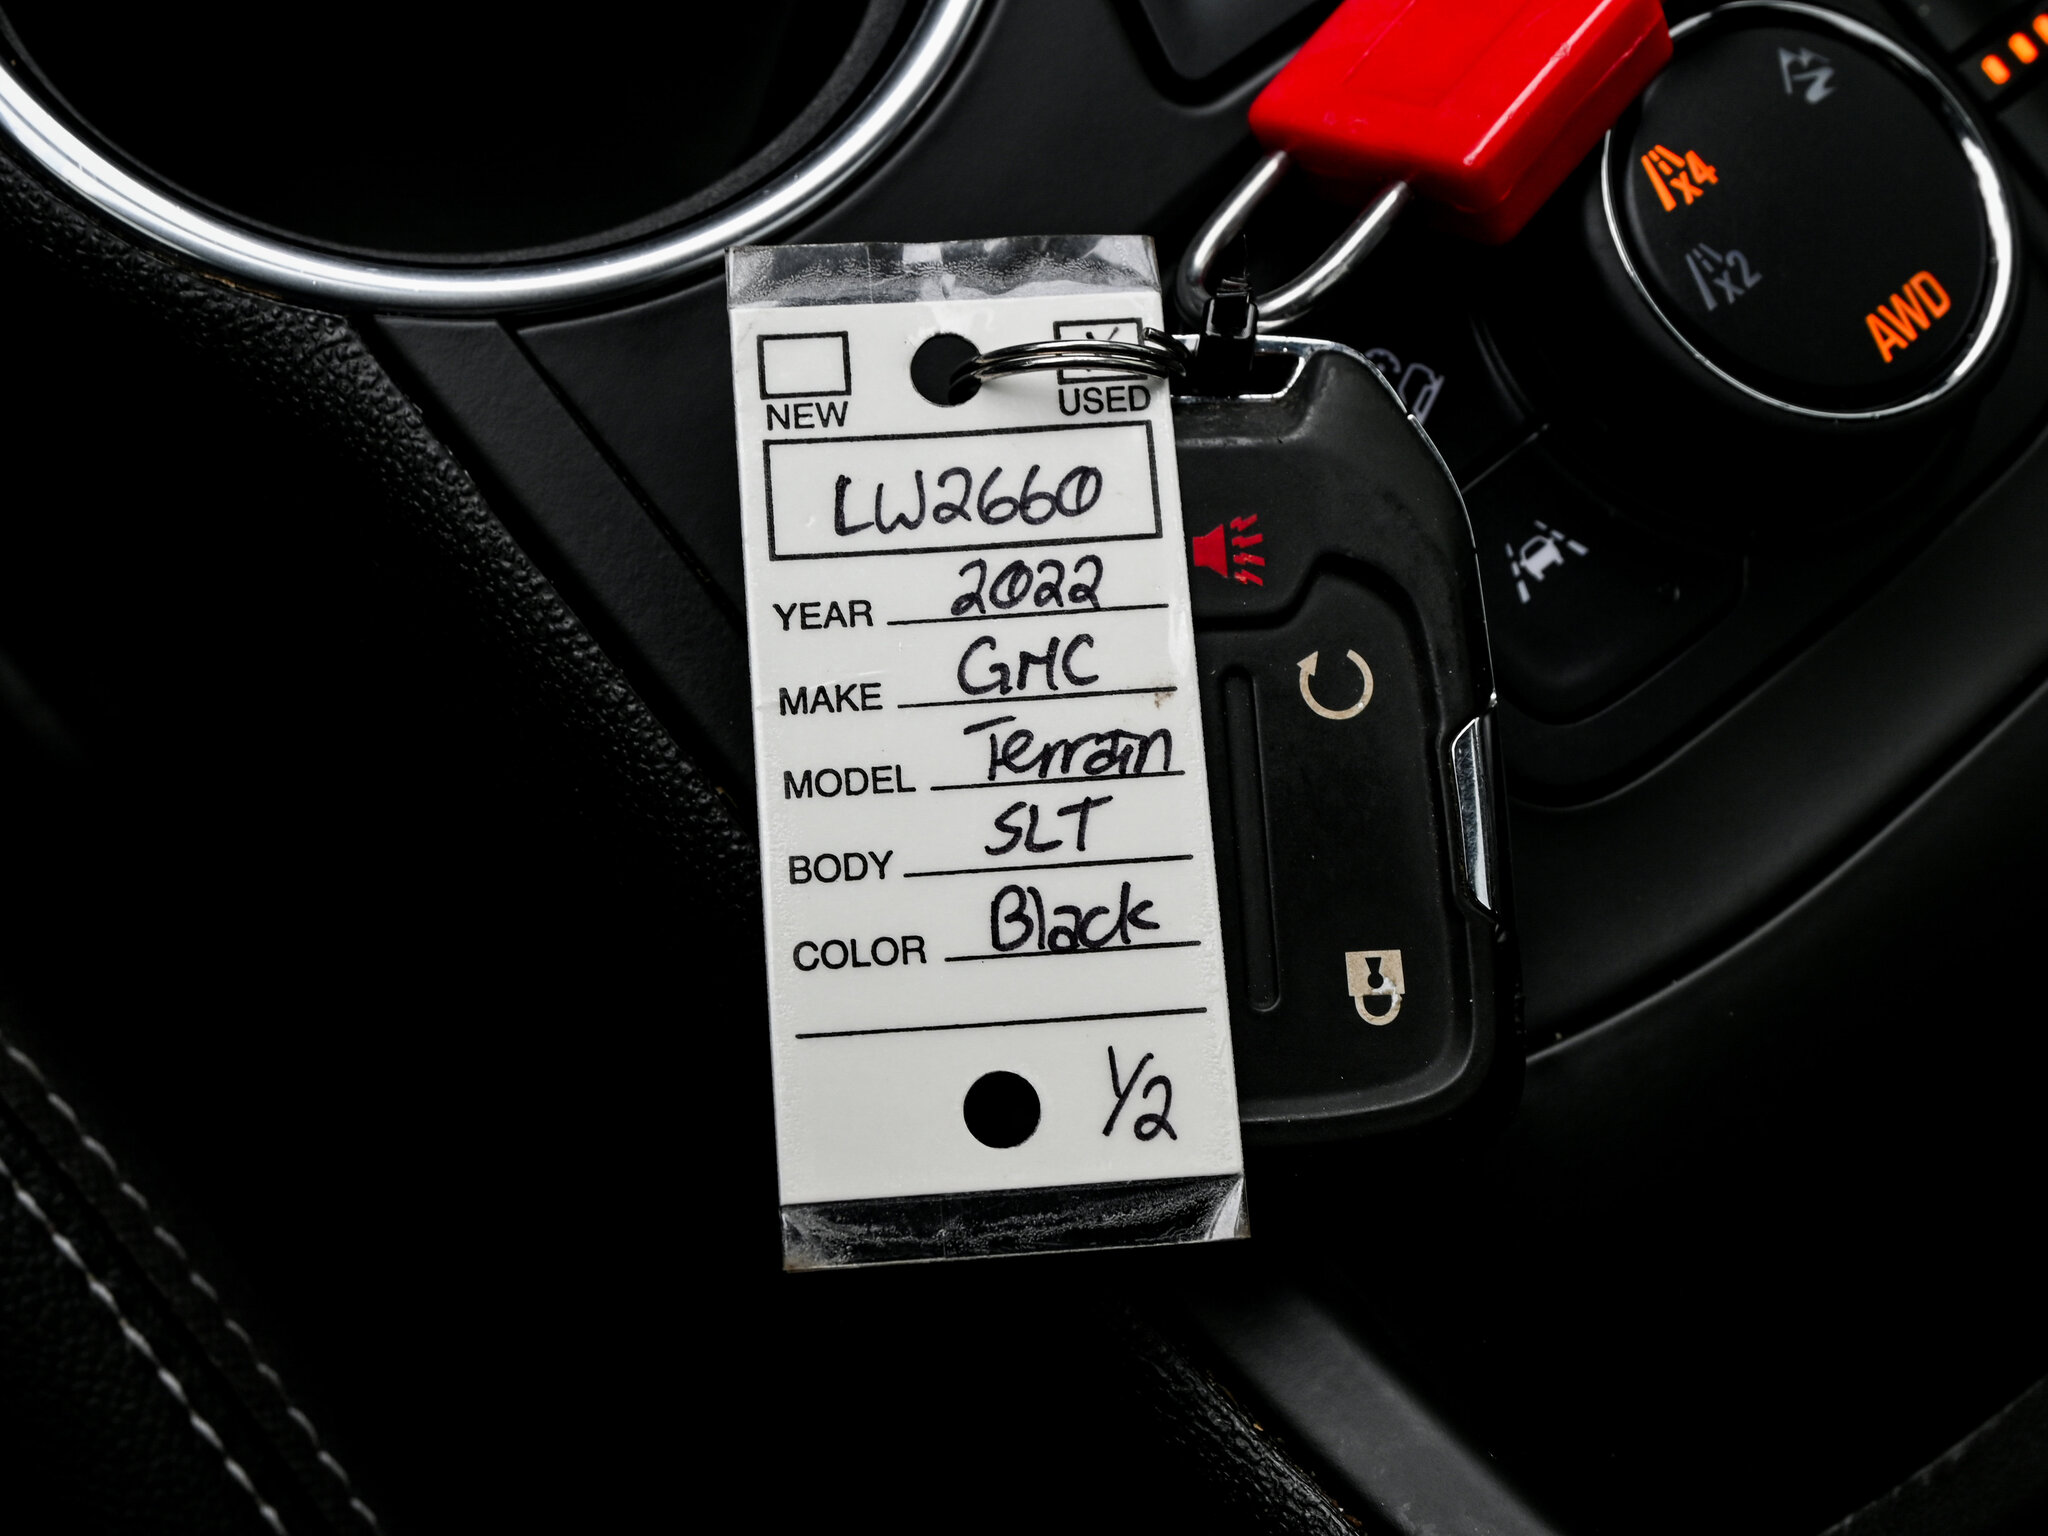 NEW USED
LW2660
YEAR 2022
MAKE GMC
MODEL Terrain
BODY SLT
COLOR Black
1/2
x4
x2
AWD